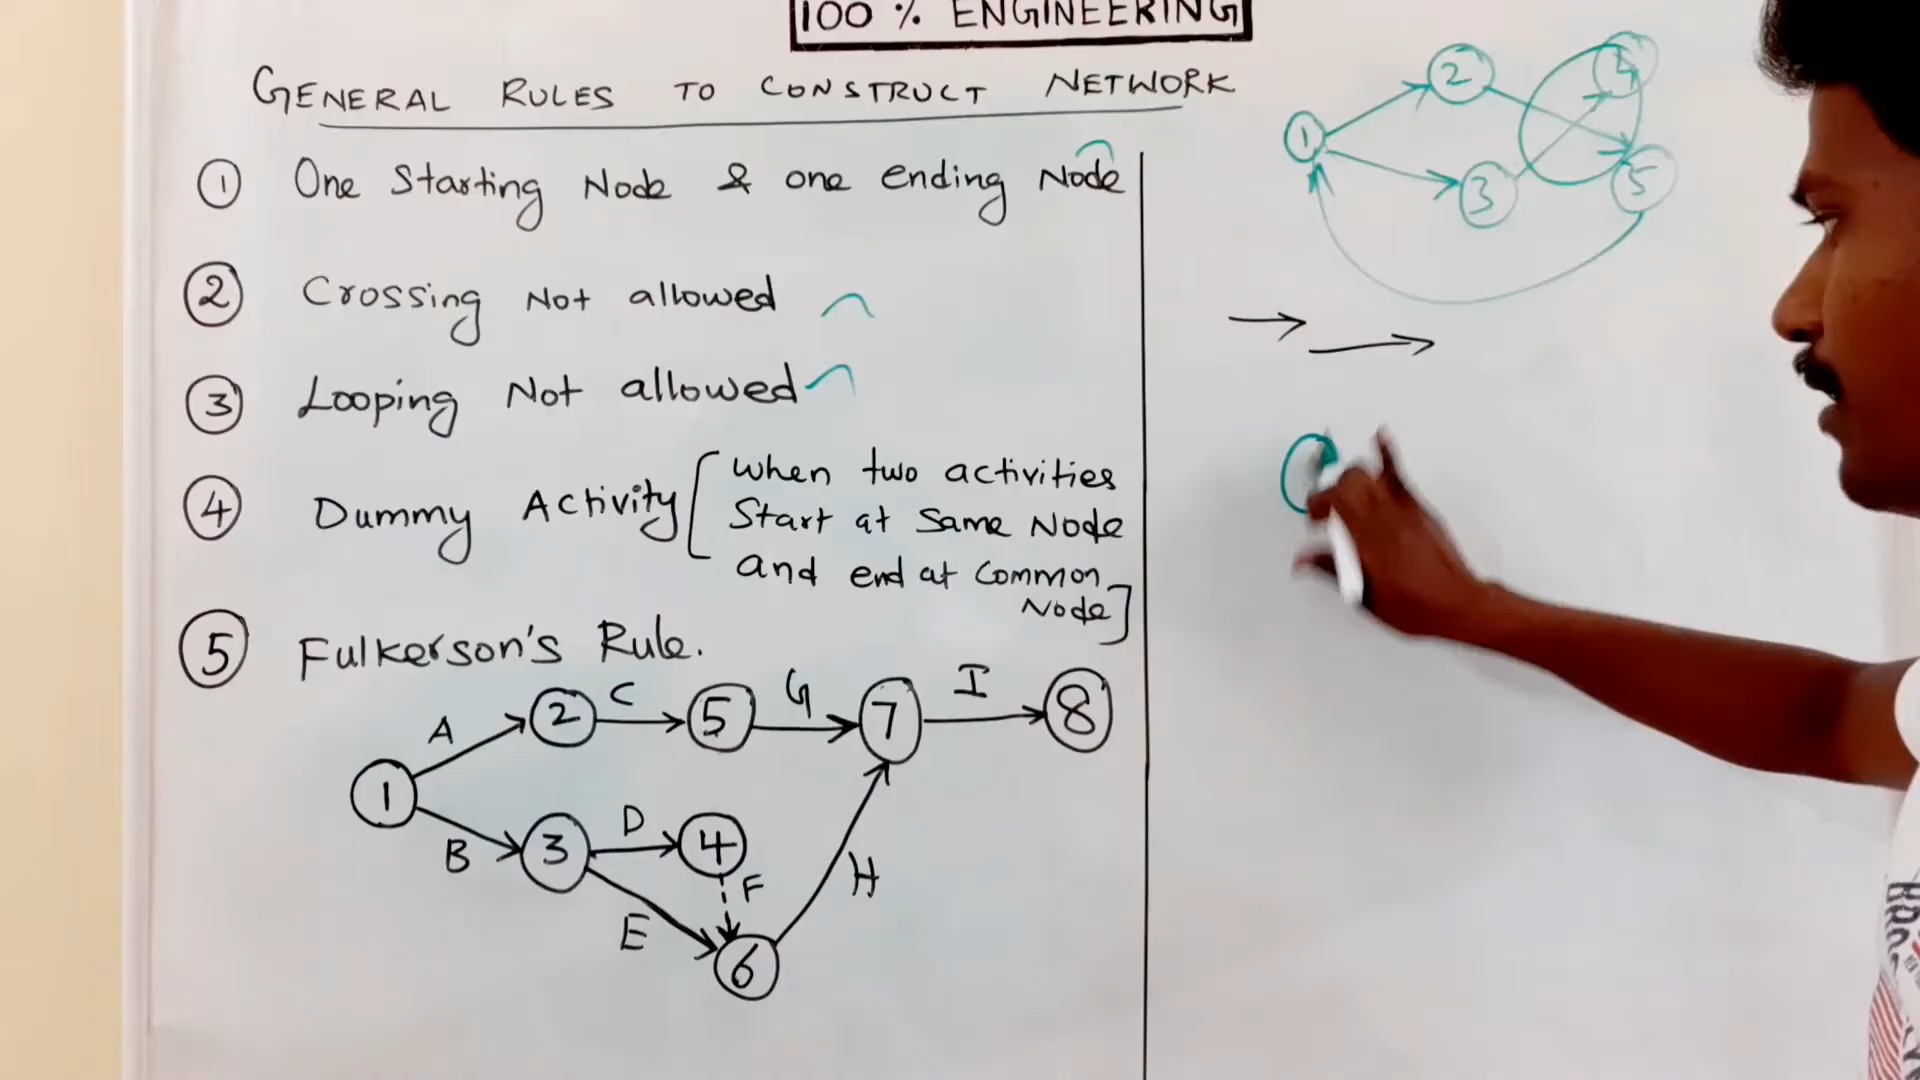 100 % ENGINEERING
GENERAL RULES TO CONSTRUCT NETWORK
① One Starting Node & one ending Node
② Crossing Not allowed
③ Looping Not allowed
④ Dummy Activity [when two activities
Start at Same Node
and end at Common
Node]
⑤ Fulkerson's Rule.
A
C
G
I
2
5
7
8
1
B
3
D
4
F
E
H
6
2
4
1
3
5